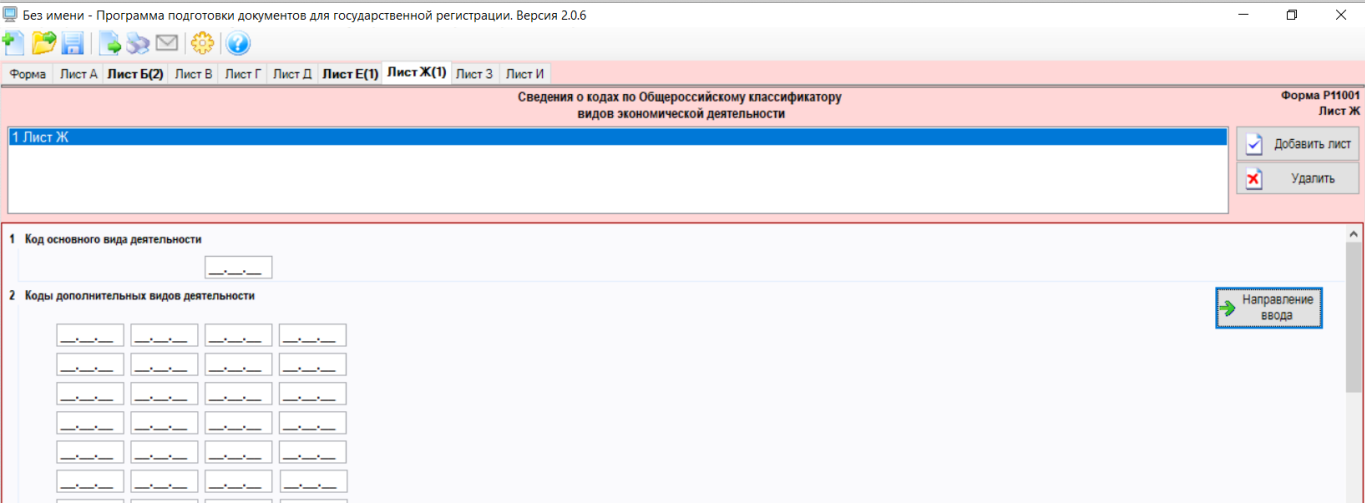 Без имени - Программа подготовки документов для государственной регистрации. Версия 2.0.6
Форма Лист А Лист Б(2) Лист В Лист Г Лист Д Лист Е(1) Лист Ж(1) Лист З Лист И
Сведения о кодах по Общероссийскому классификатору
видов экономической деятельности
Форма Р11001
Лист Ж
1 Лист Ж
Добавить лист
Удалить
1 Код основного вида деятельности
__.__.__
2 Коды дополнительных видов деятельности
Направление
ввода
__.__.__ __.__.__ __.__.__ __.__.__
__.__.__ __.__.__ __.__.__ __.__.__
__.__.__ __.__.__ __.__.__ __.__.__
__.__.__ __.__.__ __.__.__ __.__.__
__.__.__ __.__.__ __.__.__ __.__.__
__.__.__ __.__.__ __.__.__ __.__.__